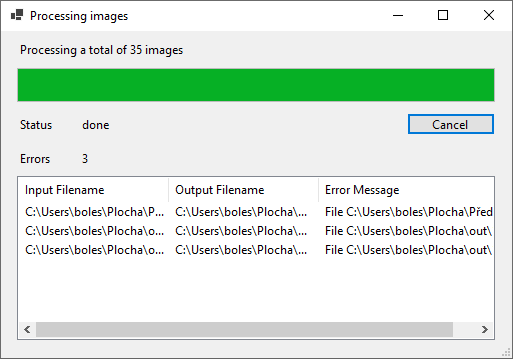 Processing images
Processing a total of 35 images
Status done
Cancel
Errors 3
Input Filename Output Filename Error Message
C:\Users\boles\Plocha\P... C:\Users\boles\Plocha\... File C:\Users\boles\Plocha\Před
C:\Users\boles\Plocha\o... C:\Users\boles\Plocha\... File C:\Users\boles\Plocha\out\
C:\Users\boles\Plocha\o... C:\Users\boles\Plocha\... File C:\Users\boles\Plocha\out\